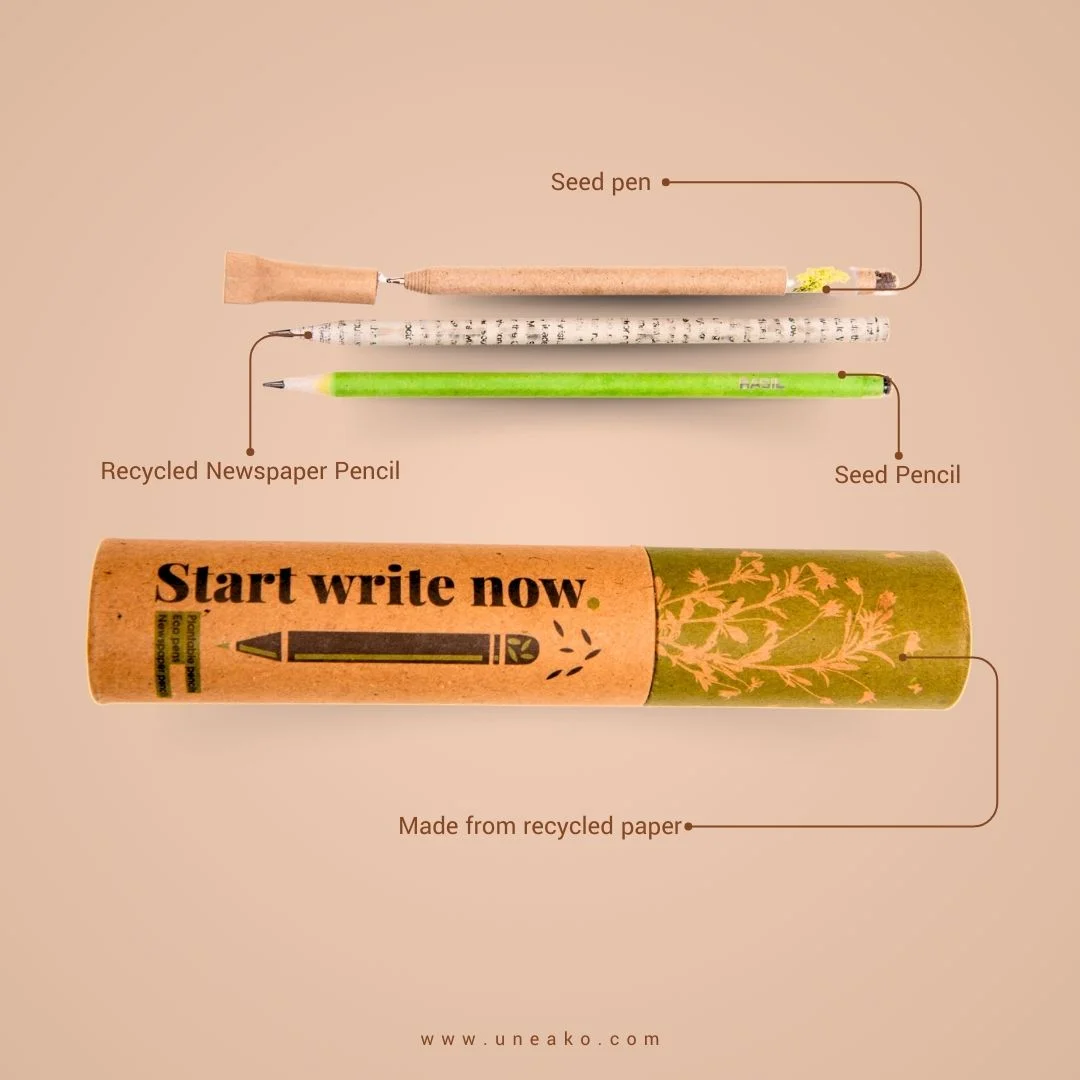 Seed pen
BASIL
Recycled Newspaper Pencil
Seed Pencil
Start write now.
Plantable pencil
Eco pen
Newspaper pencil
Made from recycled paper
www.uneako.com